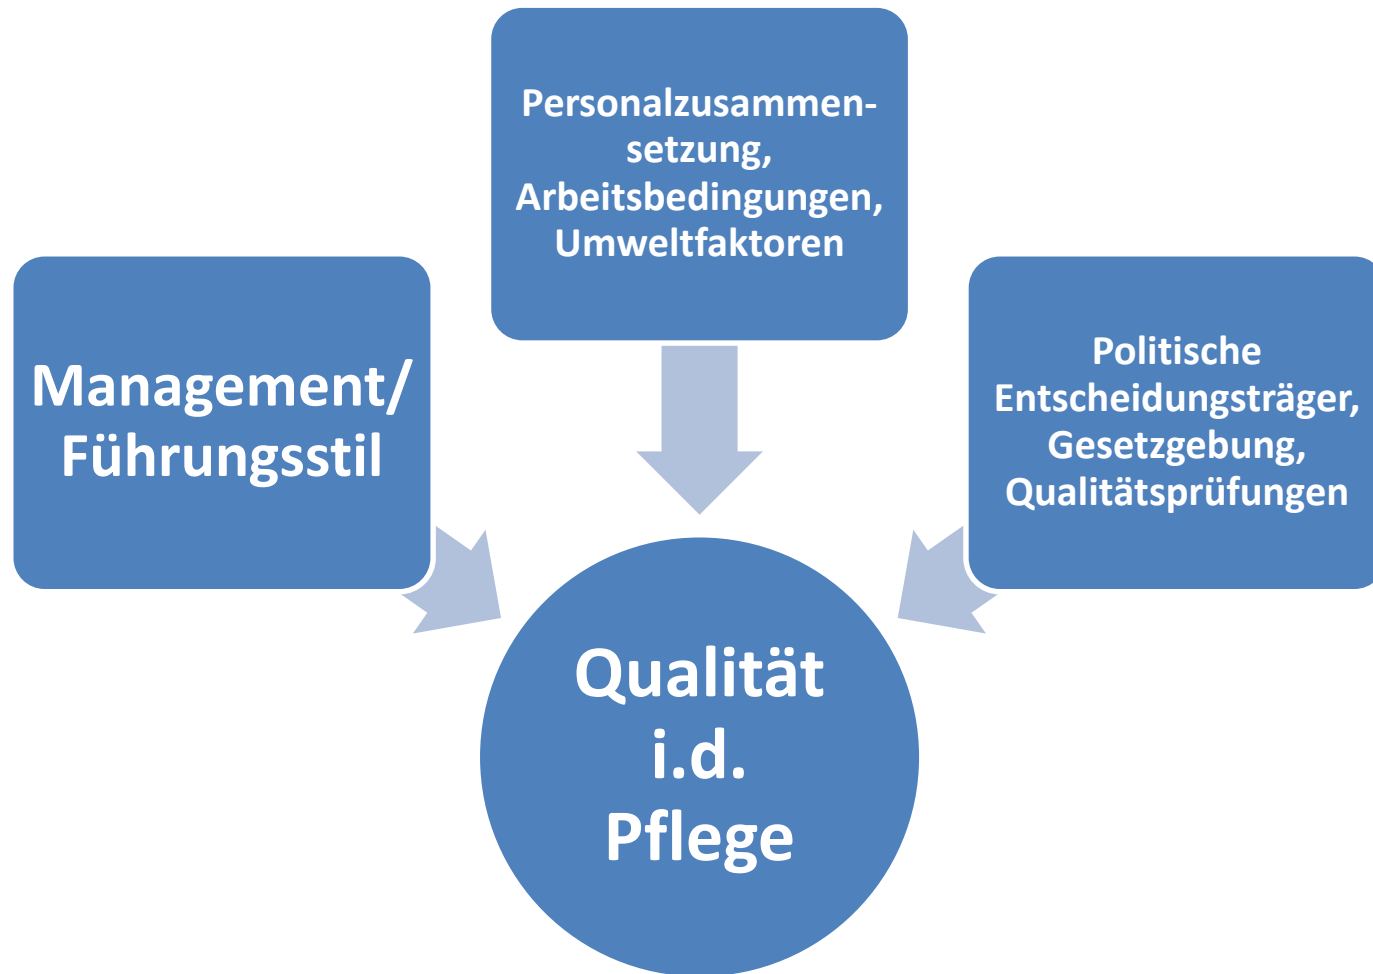 Personalzusammen-
setzung,
Arbeitsbedingungen,
Umweltfaktoren
Management/
Führungsstil
Politische
Entscheidungsträger,
Gesetzgebung,
Qualitätsprüfungen
Qualität
i.d.
Pflege